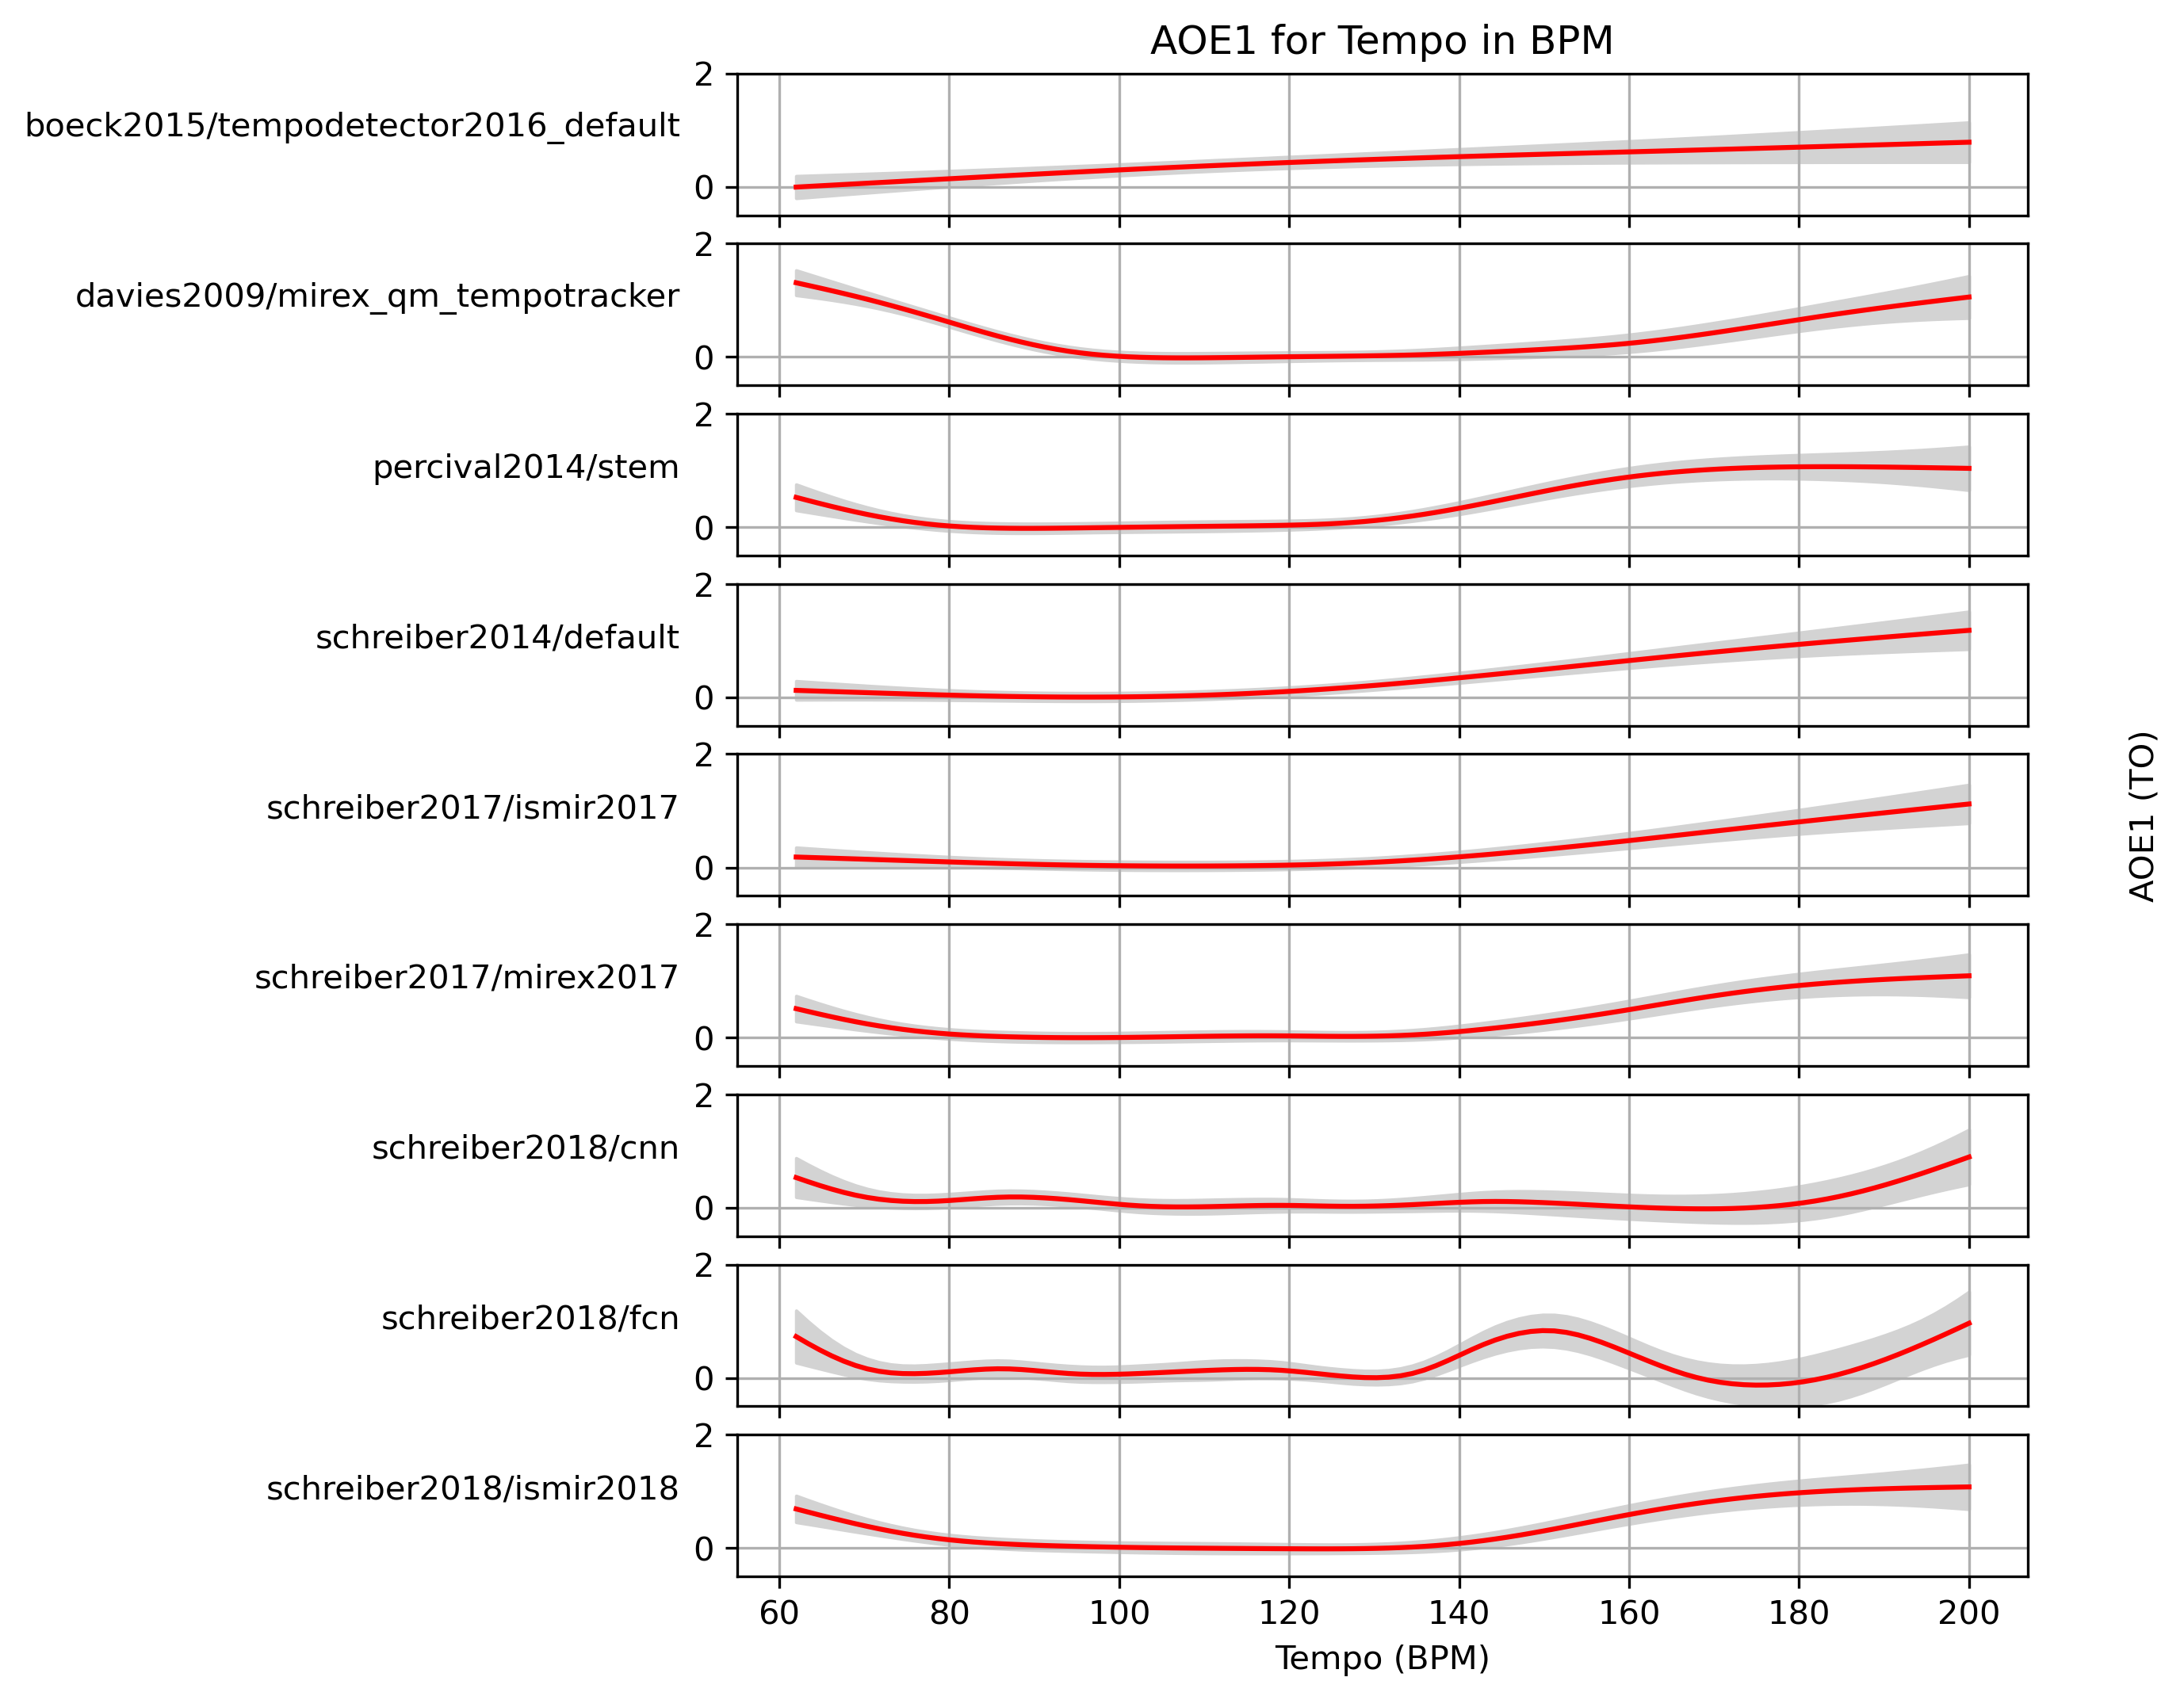 AOE1 for Tempo in BPM
2
boeck2015/tempodetector2016_default
0
2
davies2009/mirex_qm_tempotracker
0
2
percival2014/stem
0
2
schreiber2014/default
0
2
schreiber2017/ismir2017
0
2
schreiber2017/mirex2017
0
2
schreiber2018/cnn
0
2
schreiber2018/fcn
0
2
schreiber2018/ismir2018
0
60 80 100 120 140 160 180 200
Tempo (BPM)
AOE1 (TO)